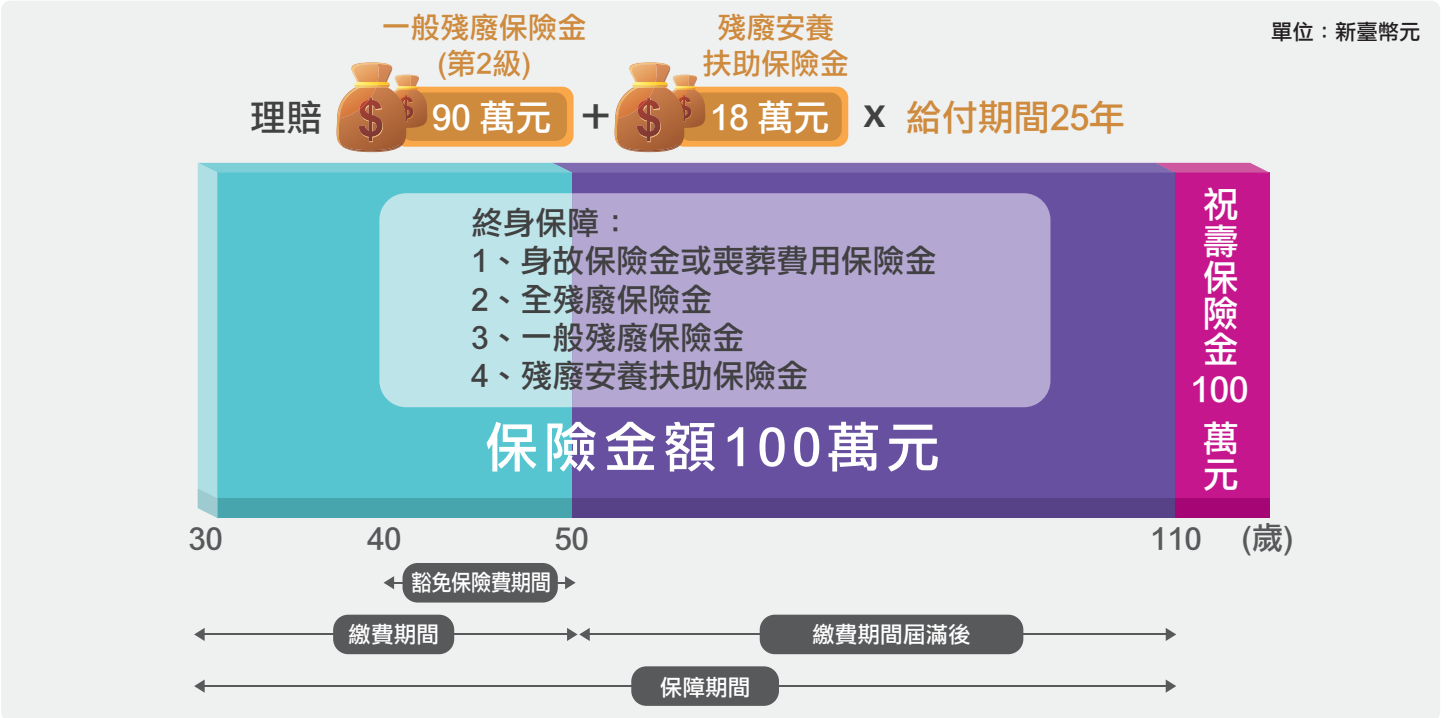 單位：新臺幣元
一般殘廢保險金
(第2級)
殘廢安養
扶助保險金
理賠 $ $ 90 萬元 + $ $ 18 萬元 x 給付期間25年
終身保障：
1、身故保險金或喪葬費用保險金
2、全殘廢保險金
3、一般殘廢保險金
4、殘廢安養扶助保險金
保險金額100萬元
祝壽保險金100萬元
30 40 50 110 (歲)
豁免保險費期間
繳費期間 繳費期間屆滿後
保障期間